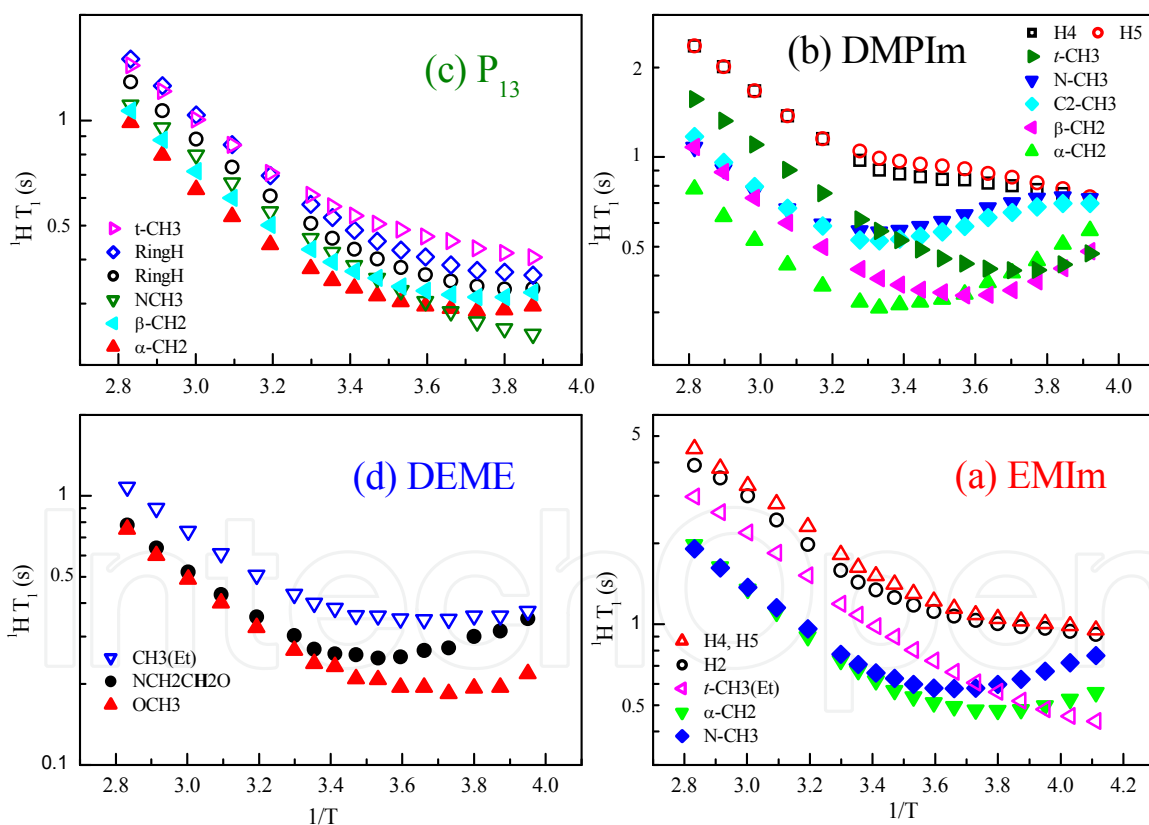 (c) P13
1
0.5
¹H T₁ (s)
t-CH3
RingH
RingH
NCH3
β-CH2
α-CH2
2.8 3.0 3.2 3.4 3.6 3.8 4.0
(b) DMPIm
H4 H5
t-CH3
N-CH3
C2-CH3
β-CH2
α-CH2
2
1
0.5
¹H T₁ (s)
2.8 3.0 3.2 3.4 3.6 3.8 4.0
(d) DEME
1
0.5
0.1
¹H T₁ (s)
CH3(Et)
NCH2CH2O
OCH3
2.8 3.0 3.2 3.4 3.6 3.8 4.0
1/T
(a) EMIm
5
1
0.5
¹H T₁ (s)
H4, H5
H2
t-CH3(Et)
α-CH2
N-CH3
2.8 3.0 3.2 3.4 3.6 3.8 4.0 4.2
1/T
ntechOpen